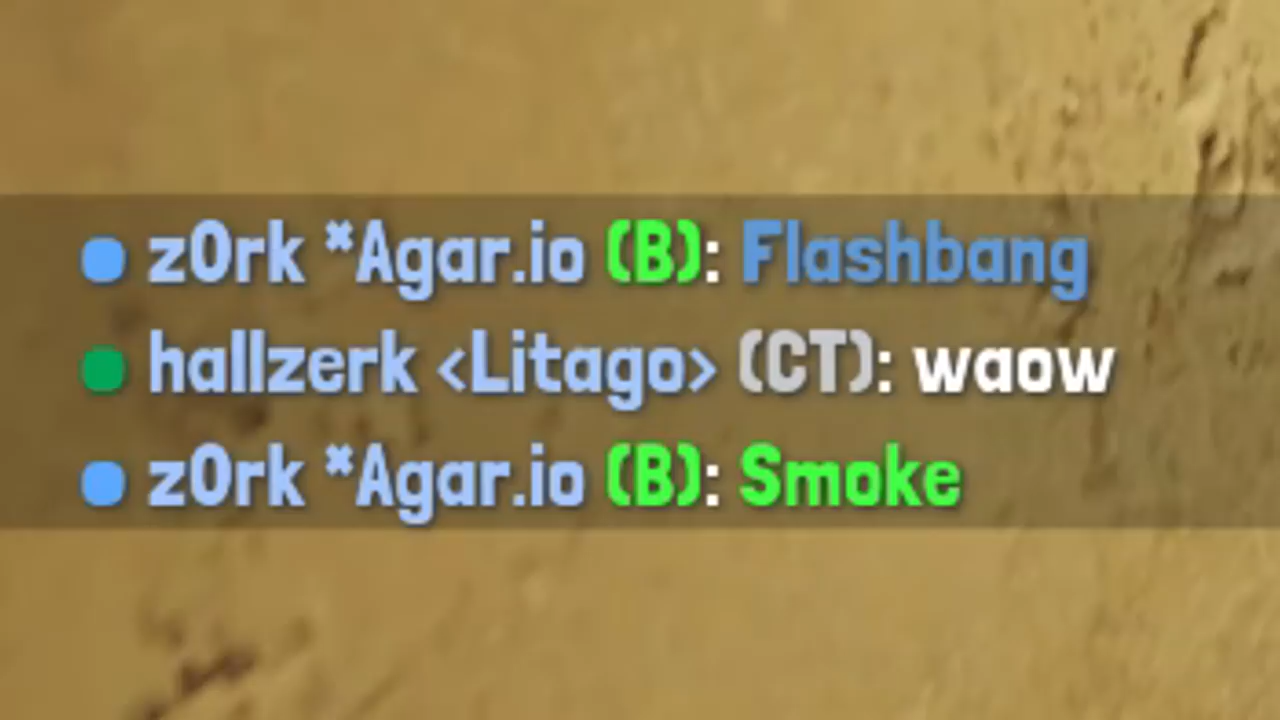 z0rk *Agar.io (B): Flashbang
hallzerk <Litago> (CT): waow
z0rk *Agar.io (B): Smoke